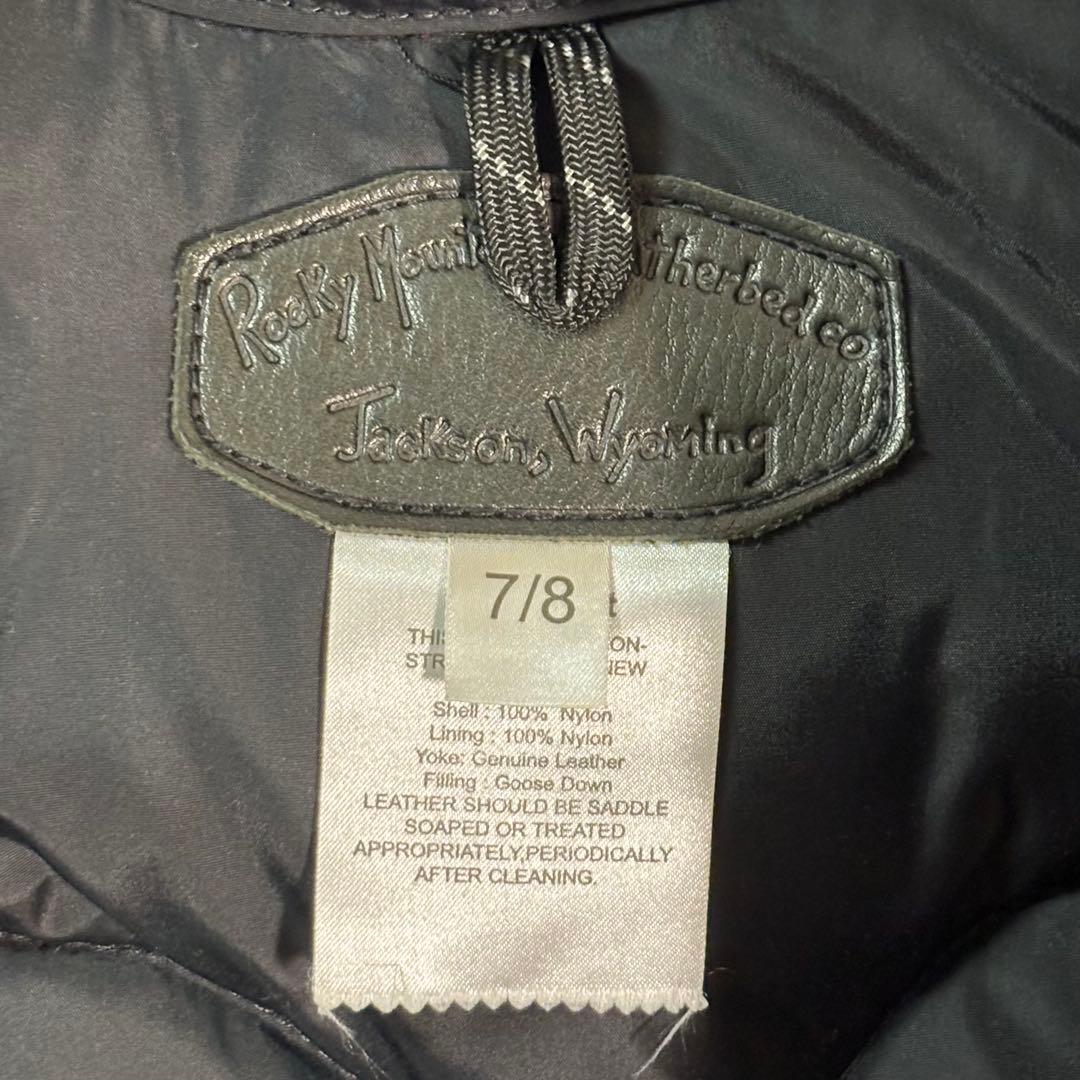 Rocky Mount therbed co
Jackson, Wyoming
7/8
t
THI ON-
STR NEW
Shell : 100% Nylon
Lining : 100% Nylon
Yoke: Genuine Leather
Filling : Goose Down
LEATHER SHOULD BE SADDLE
SOAPED OR TREATED
APPROPRIATELY,PERIODICALLY
AFTER CLEANING.